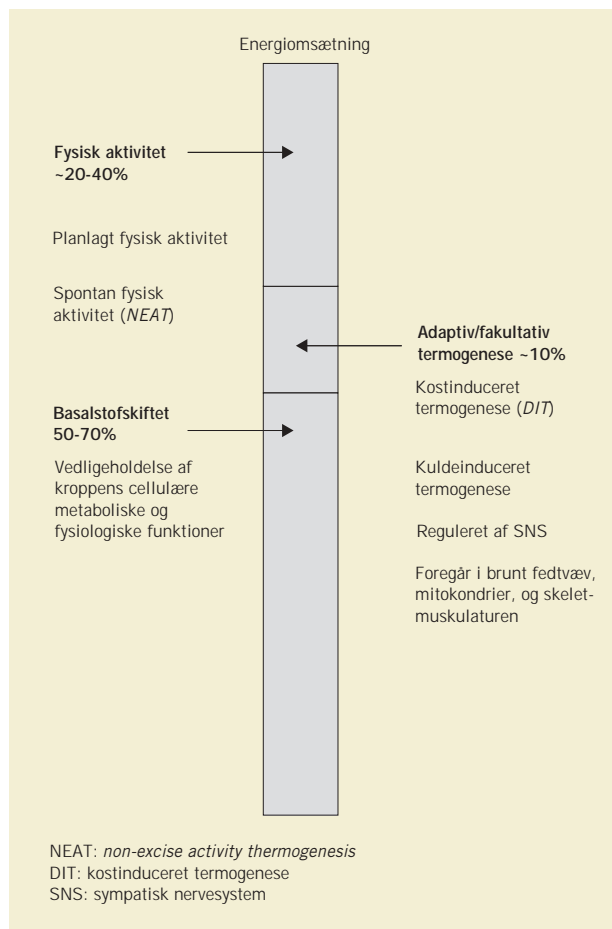 Energiomsætning
Fysisk aktivitet
~20-40%
Planlagt fysisk aktivitet
Spontan fysisk
aktivitet (NEAT)
Adaptiv/fakultativ
termogenese ~10%
Kostinduceret
termogenese (DIT)
Basalstofskiftet
50-70%
Vedligeholdelse af
kroppens cellulære
metaboliske og
fysiologiske funktioner
Kuldeinduceret
termogenese
Reguleret af SNS
Foregår i brunt fedtvæv,
mitokondrier, og skelet-
muskulaturen
NEAT: non-excise activity thermogenesis
DIT: kostinduceret termogenese
SNS: sympatisk nervesystem